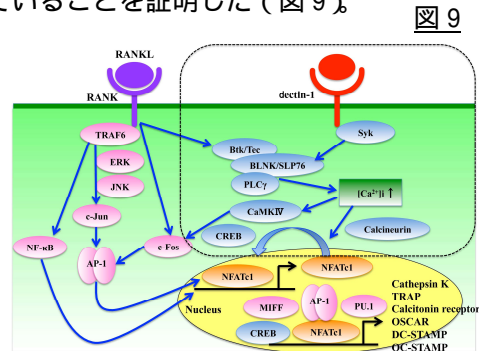 ていることを証明した(図9)。
図9
RANKL
RANK
dectin-1
TRAF6
Syk
Btk/Tec
ERK
BLNK/SLP76
JNK
PLCγ
[Ca²⁺]i ↑
c-Jun
CaMKIV
Calcineurin
CREB
NF-κB
c-Fos
AP-1
NFATc1
NFATc1
Cathepsin K
TRAP
Calcitonin receptor
OSCAR
DC-STAMP
OC-STAMP
Nucleus
MIFF
AP-1
PU.1
CREB
NFATc1